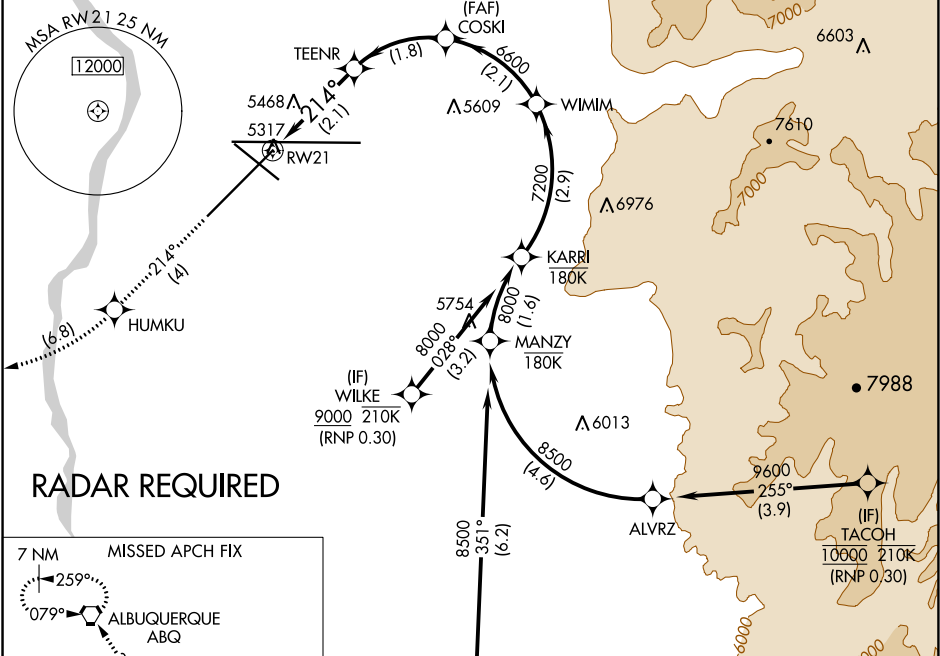 MSA RW 21 25 NM
12000
(FAF)
COSKI
TEENR
(1.8)
6600
(2.1)
WIMIM
6603
7000
5468
214°
(2.1)
5609
5317
RW21
7610
7000
7200
(2.9)
6976
KARRI
180K
214°
(4)
HUMKU
(6.8)
5754
8000
(1.6)
MANZY
180K
8000
028°
(3.2)
(IF)
WILKE
9000 210K
(RNP 0.30)
7988
6013
8500
(4.6)
RADAR REQUIRED
9600
255°
(3.9)
ALVRZ
(IF)
TACOH
10000 210K
(RNP 0.30)
8500
351°
(6.2)
7 NM
MISSED APCH FIX
259°
079°
ALBUQUERQUE
ABQ
6000